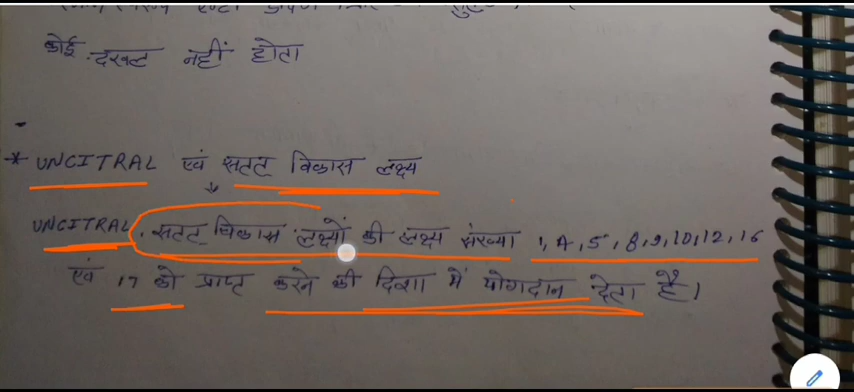 कोई दखल नहीं होता
* UNCITRAL एवं सतत विकास लक्ष्य
UNCITRAL, सतत विकास लक्ष्यों की लक्ष्य संख्या 1, 4, 5, 8, 9, 10, 12, 16
एवं 17 को प्राप्त करने की दिशा में योगदान देता है।